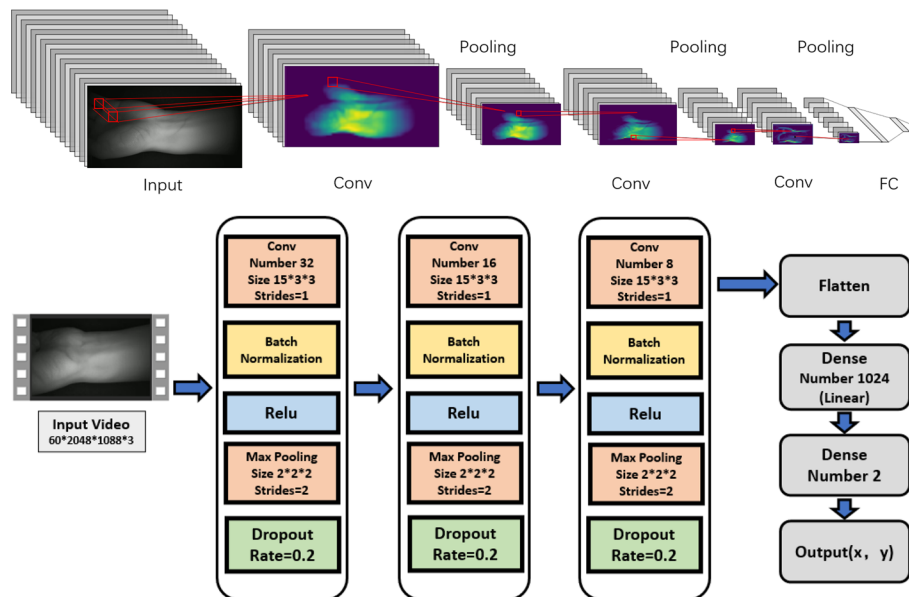 Pooling
Pooling
Pooling
Input
Conv
Conv
Conv
FC
Input Video
60*2048*1088*3
Conv
Number 32
Size 15*3*3
Strides=1
Batch
Normalization
Relu
Max Pooling
Size 2*2*2
Strides=2
Dropout
Rate=0.2
Conv
Number 16
Size 15*3*3
Strides=1
Batch
Normalization
Relu
Max Pooling
Size 2*2*2
Strides=2
Dropout
Rate=0.2
Conv
Number 8
Size 15*3*3
Strides=1
Batch
Normalization
Relu
Max Pooling
Size 2*2*2
Strides=2
Dropout
Rate=0.2
Flatten
Dense
Number 1024
(Linear)
Dense
Number 2
Output(x, y)